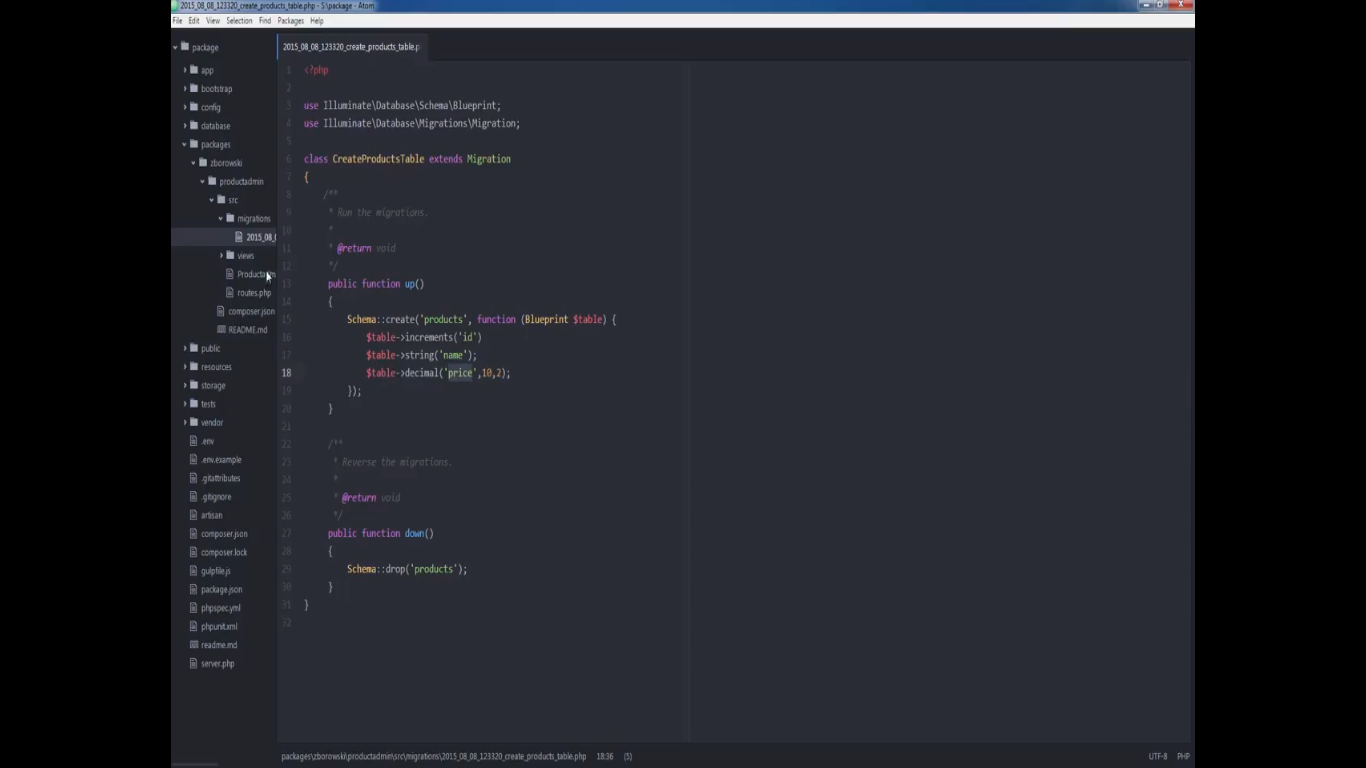 2015_08_08_123320_create_products_table.php - S:\package - Atom
File Edit View Selection Find Packages Help
package
app
bootstrap
config
database
packages
zborowski
productadmin
src
migrations
2015_08_0
views
routes.php
composer.json
README.md
public
resources
storage
tests
vendor
.env
.env.example
.gitattributes
.gitignore
artisan
composer.json
composer.lock
gulpfile.js
package.json
phpspec.yml
phpunit.xml
readme.md
server.php
2015_08_08_123320_create_products_table.p
1 <?php
2
3 use Illuminate\Database\Schema\Blueprint;
4 use Illuminate\Database\Migrations\Migration;
5
6 class CreateProductsTable extends Migration
7 {
8 /**
9 * Run the migrations.
10 *
11 * @return void
12 */
13 public function up()
14 {
15 Schema::create('products', function (Blueprint $table) {
16 $table->increments('id')
17 $table->string('name');
18 $table->decimal('price',10,2);
19 });
20 }
21
22 /**
23 * Reverse the migrations.
24 *
25 * @return void
26 */
27 public function down()
28 {
29 Schema::drop('products');
30 }
31 }
32
packages\zborowski\productadmin\src\migrations\2015_08_08_123320_create_products_table.php 18:36 (5) UTF-8 PHP